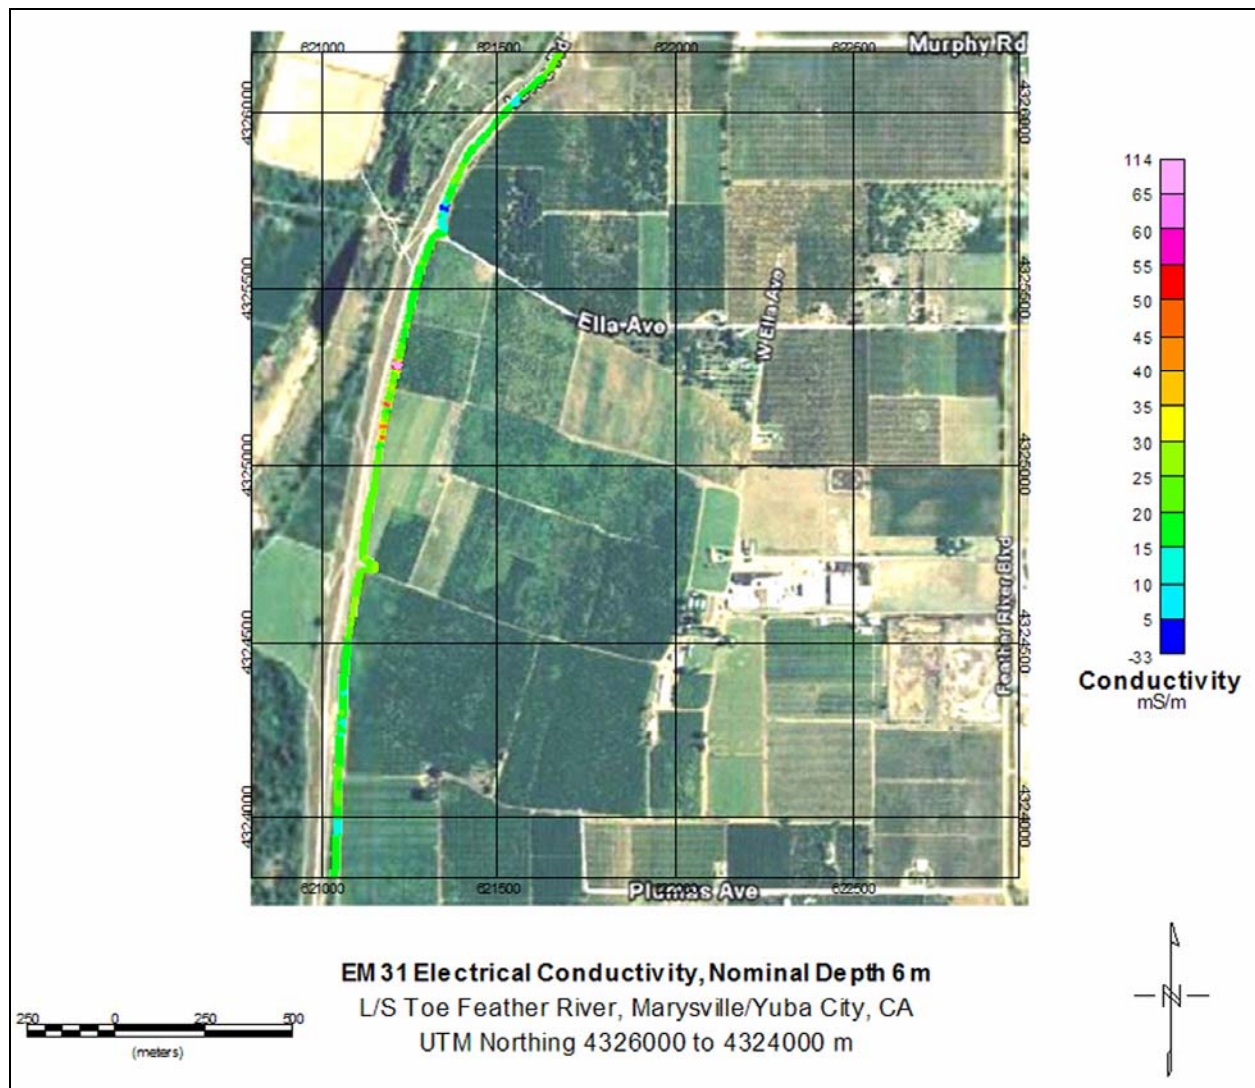 621000 621500 622000 622500
Murphy Rd
4326000 4326000
4325500 4325500
Ella Ave
W Ella Ave
4325000 4325000
Feather River Blvd
4324500 4324500
4324000 4324000
621000 621500 622000 622500
Plumas Ave
114
65
60
55
50
45
40
35
30
25
20
15
10
5
-33
Conductivity
mS/m
EM31 Electrical Conductivity, Nominal Depth 6 m
L/S Toe Feather River, Marysville/Yuba City, CA
UTM Northing 4326000 to 4324000 m
250 0 250 500
(meters)
N